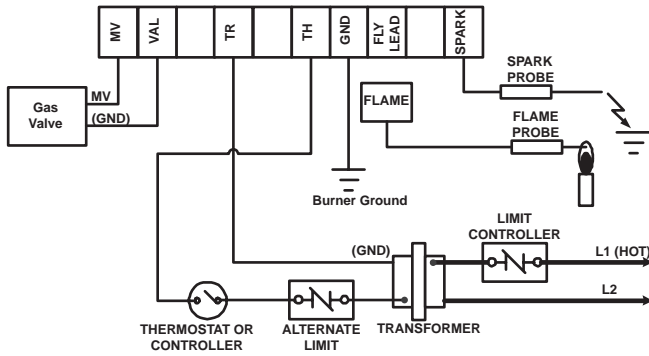 MV
VAL
TR
TH
GND
FLY
LEAD
SPARK
SPARK
PROBE
Gas
Valve
MV
(GND)
FLAME
FLAME
PROBE
Burner Ground
LIMIT
CONTROLLER
(GND)
L1 (HOT)
L2
THERMOSTAT OR
CONTROLLER
ALTERNATE
LIMIT
TRANSFORMER